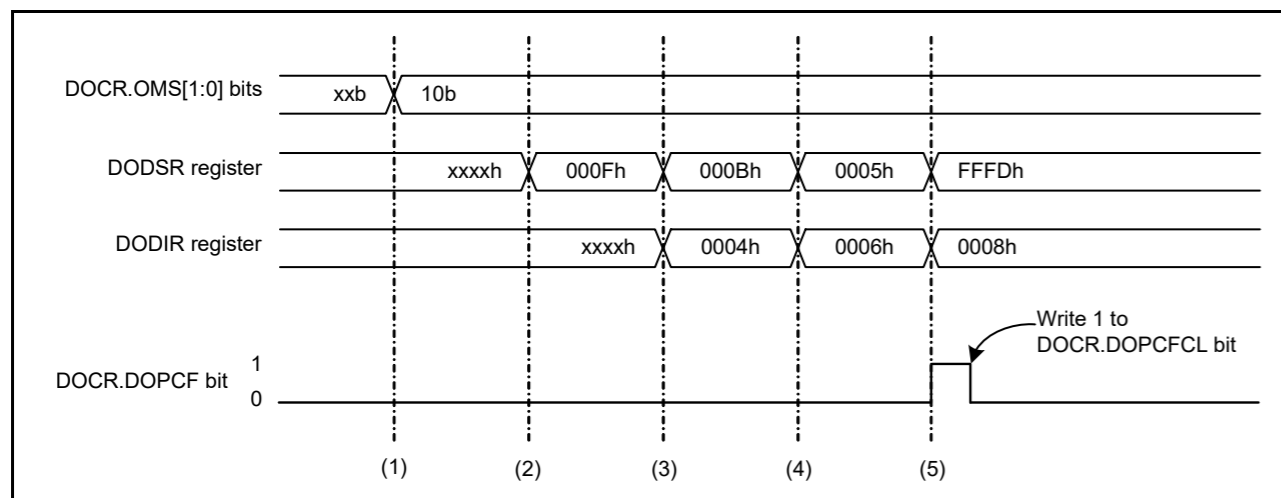 DOCR.OMS[1:0] bits xxb 10b
DODSR register xxxxh 000Fh 000Bh 0005h FFFDh
DODIR register xxxxh 0004h 0006h 0008h
Write 1 to
DOCR.DOPCFCL bit
DOCR.DOPCF bit 1
0
(1) (2) (3) (4) (5)